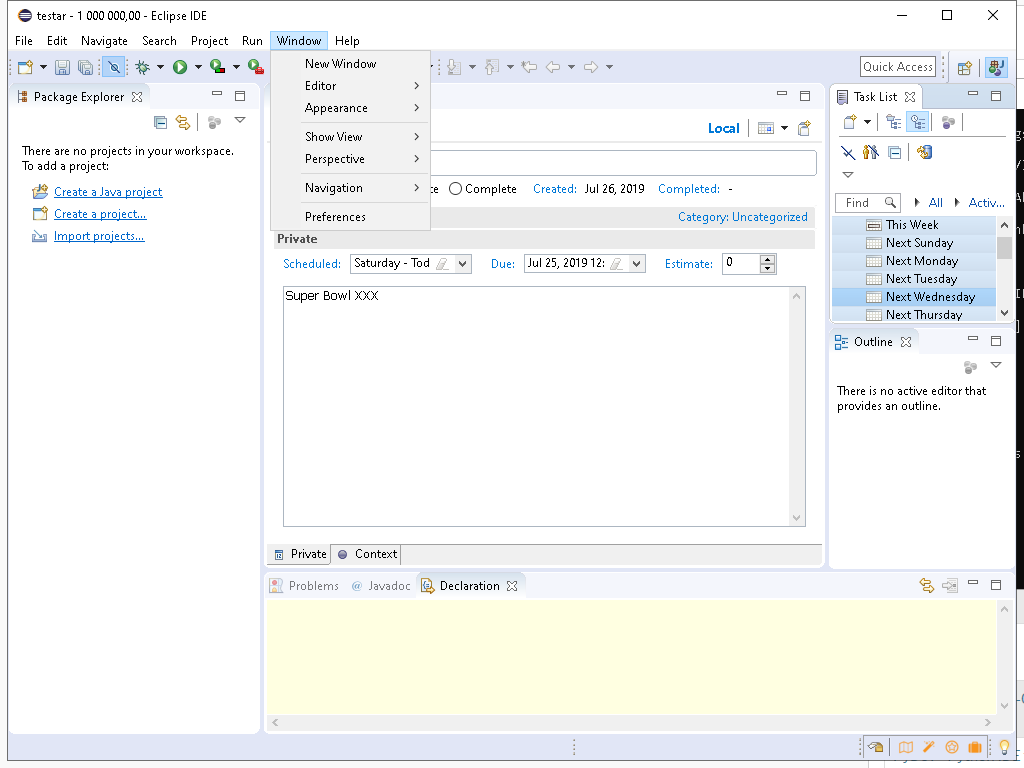 testar - 1 000 000,00 - Eclipse IDE
File Edit Navigate Search Project Run Window Help
Quick Access
New Window
Editor
Appearance
Show View
Perspective
Navigation
Preferences
Package Explorer
There are no projects in your workspace.
To add a project:
Create a Java project
Create a project...
Import projects...
Local
Complete Created: Jul 26, 2019 Completed: -
Category: Uncategorized
Private
Scheduled: Saturday - Tod Due: Jul 25, 2019 12: Estimate: 0
Super Bowl XXX
Private Context
Task List
Find All Activ...
This Week
Next Sunday
Next Monday
Next Tuesday
Next Wednesday
Next Thursday
Outline
There is no active editor that
provides an outline.
Problems @ Javadoc Declaration